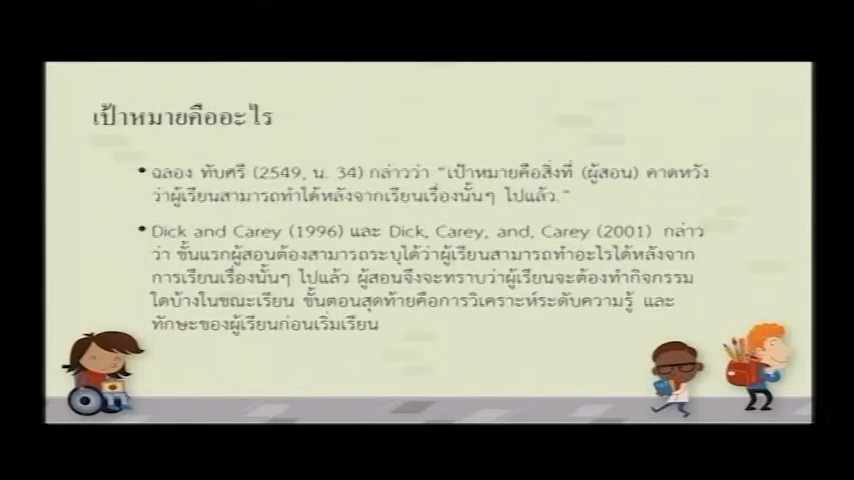 เป้าหมายคืออะไร
• ฉลอง ทับศรี (2549, น. 34) กล่าวว่า "เป้าหมายคือสิ่งที่ (ผู้สอน) คาดหวัง
ว่าผู้เรียนสามารถทำได้หลังจากเรียนเรื่องนั้นๆ ไปแล้ว."
• Dick and Carey (1996) และ Dick, Carey, and, Carey (2001) กล่าว
ว่า ขั้นแรกผู้สอนต้องสามารถระบุได้ว่าผู้เรียนสามารถทำอะไรได้หลังจาก
การเรียนเรื่องนั้นๆ ไปแล้ว ผู้สอนจึงจะทราบว่าผู้เรียนจะต้องทำกิจกรรม
ใดบ้างในขณะเรียน ขั้นตอนสุดท้ายคือการวิเคราะห์ระดับความรู้ และ
ทักษะของผู้เรียนก่อนเริ่มเรียน